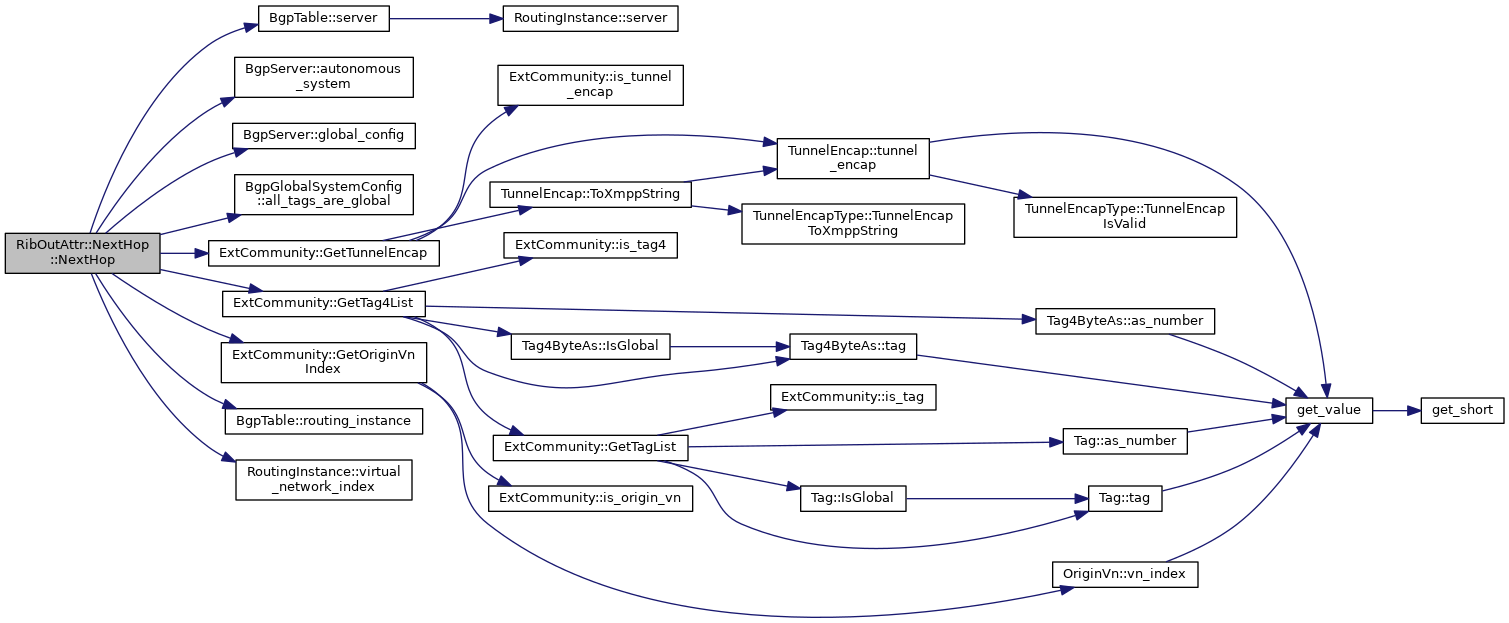 RibOutAttr::NextHop
::NextHop
BgpTable::server
RoutingInstance::server
BgpServer::autonomous
_system
BgpServer::global_config
BgpGlobalSystemConfig
::all_tags_are_global
ExtCommunity::GetTunnelEncap
ExtCommunity::is_tunnel
_encap
TunnelEncap::ToXmppString
TunnelEncap::tunnel
_encap
TunnelEncapType::TunnelEncap
ToXmppString
TunnelEncapType::TunnelEncap
IsValid
ExtCommunity::GetTag4List
ExtCommunity::is_tag4
Tag4ByteAs::as_number
Tag4ByteAs::IsGlobal
Tag4ByteAs::tag
ExtCommunity::GetOriginVn
Index
ExtCommunity::is_tag
get_value
get_short
BgpTable::routing_instance
ExtCommunity::GetTagList
Tag::as_number
RoutingInstance::virtual
_network_index
ExtCommunity::is_origin_vn
Tag::IsGlobal
Tag::tag
OriginVn::vn_index